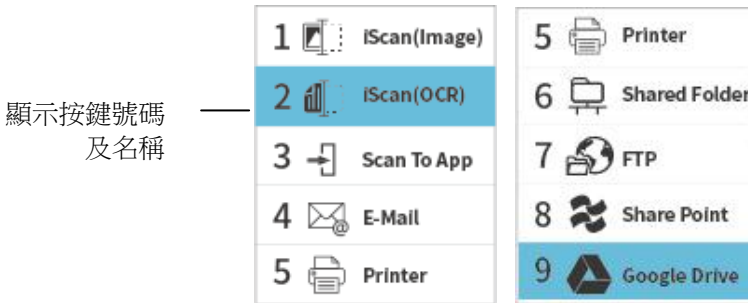 顯示按鍵號碼
及名稱
1 iScan(Image)
2 iScan(OCR)
3 Scan To App
4 E-Mail
5 Printer
5 Printer
6 Shared Folder
7 FTP
8 Share Point
9 Google Drive